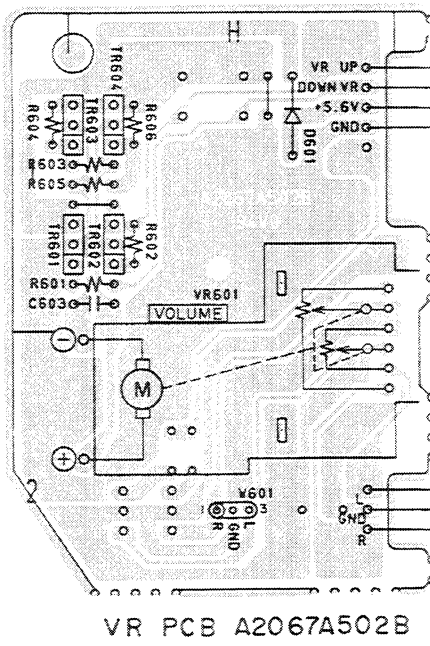 H
TR604
VR UP
DOWN VR
+5.6V
GND
R604
TR603
R606
D601
R603
R605
TR601
TR602
R602
R601
C603
VR601
VOLUME
−
M
+
2
W601
1
3
R
GND
L
L
GND
R
VR PCB A2067A502B